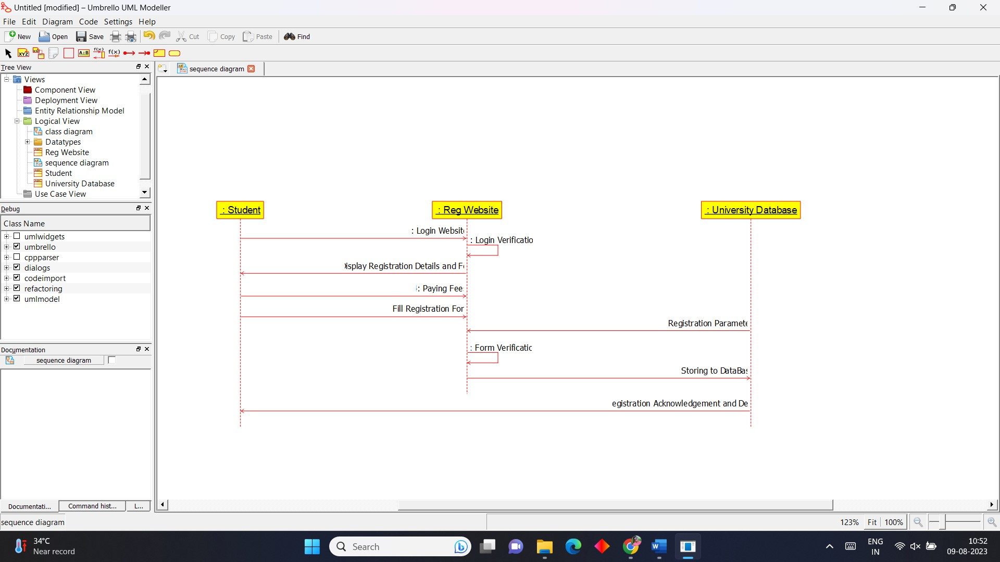 Untitled [modified] – Umbrello UML Modeller
File Edit Diagram Code Settings Help
New Open Save Cut Copy Paste Find
XYZ A:B f(x) f(x)
Tree View
sequence diagram
Views
Component View
Deployment View
Entity Relationship Model
Logical View
class diagram
Datatypes
Reg Website
sequence diagram
Student
University Database
Use Case View
Debug
Class Name
umlwidgets
umbrello
cppparser
dialogs
codeimport
refactoring
umlmodel
Documentation
sequence diagram
Documentati... Command hist... L...
: Student
: Reg Website
: University Database
: Login Website
: Login Verificatio
isplay Registration Details and Fe
: Paying Fee
Fill Registration For
Registration Paramete
: Form Verificatic
Storing to DataBas
egistration Acknowledgement and De
sequence diagram
123% Fit 100%
34°C
Near record
Search
ENG
IN
10:52
09-08-2023